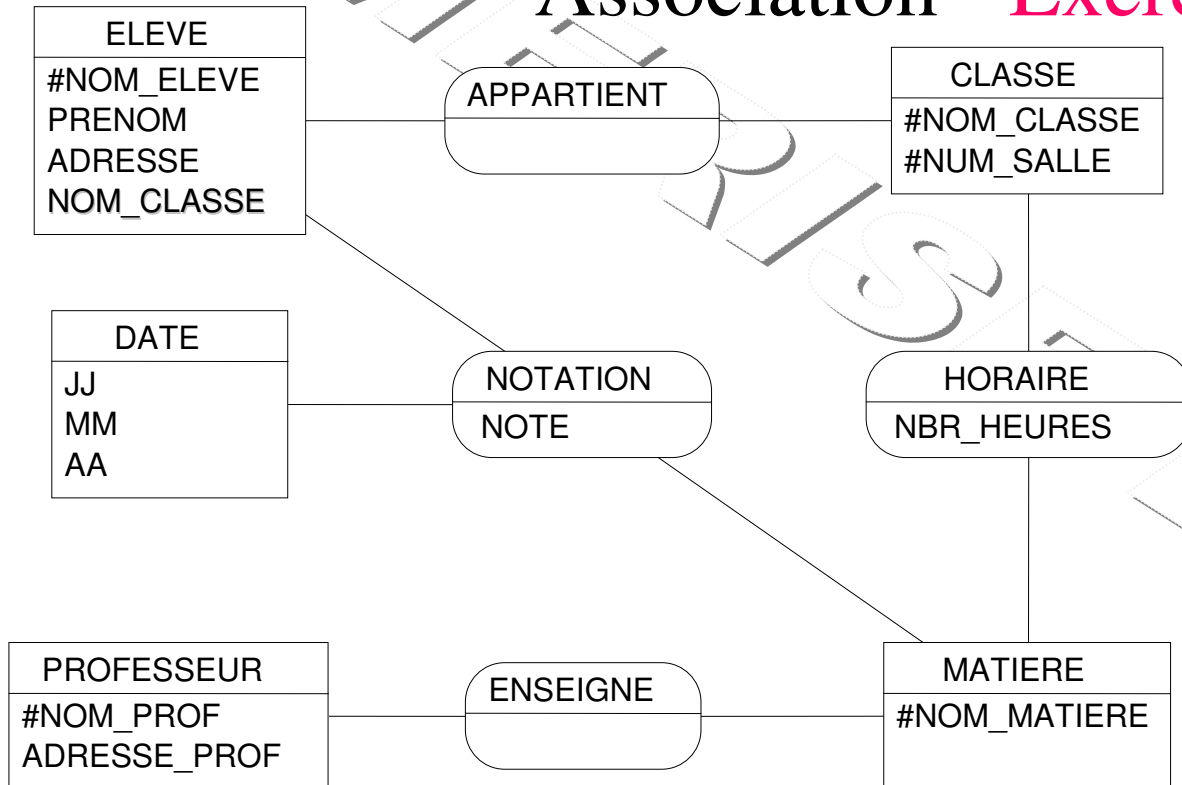 Association
ELEVE
#NOM_ELEVE
PRENOM
ADRESSE
NOM_CLASSE
APPARTIENT
CLASSE
#NOM_CLASSE
#NUM_SALLE
DATE
JJ
MM
AA
NOTATION
NOTE
HORAIRE
NBR_HEURES
PROFESSEUR
#NOM_PROF
ADRESSE_PROF
ENSEIGNE
MATIERE
#NOM_MATIERE